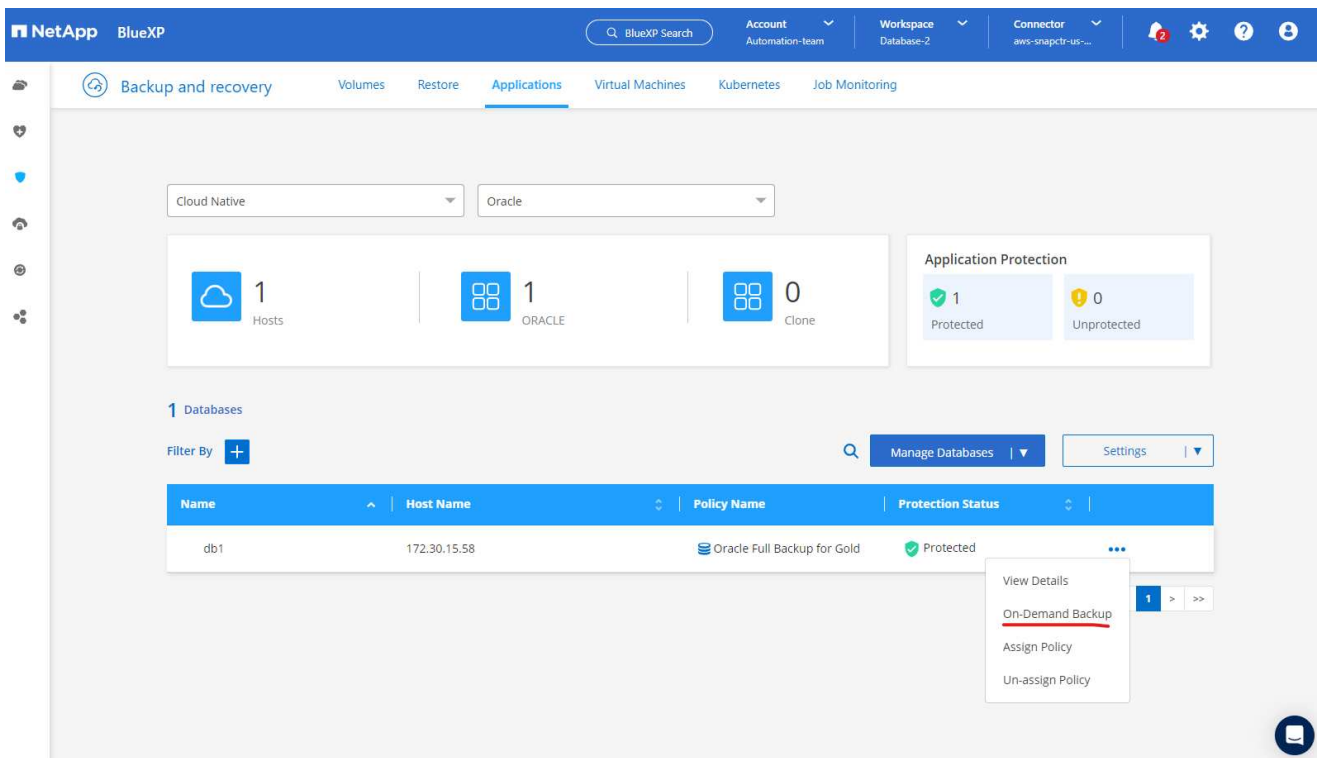 NetApp BlueXP
BlueXP Search
Account
Automation-team
Workspace
Database-2
Connector
aws-snapctr-us-...
2
Backup and recovery
Volumes
Restore
Applications
Virtual Machines
Kubernetes
Job Monitoring
Cloud Native
Oracle
1
Hosts
1
ORACLE
0
Clone
Application Protection
1
Protected
0
Unprotected
1 Databases
Filter By
Manage Databases
Settings
Name
Host Name
Policy Name
Protection Status
db1
172.30.15.58
Oracle Full Backup for Gold
Protected
View Details
On-Demand Backup
Assign Policy
Un-assign Policy
1 > >>